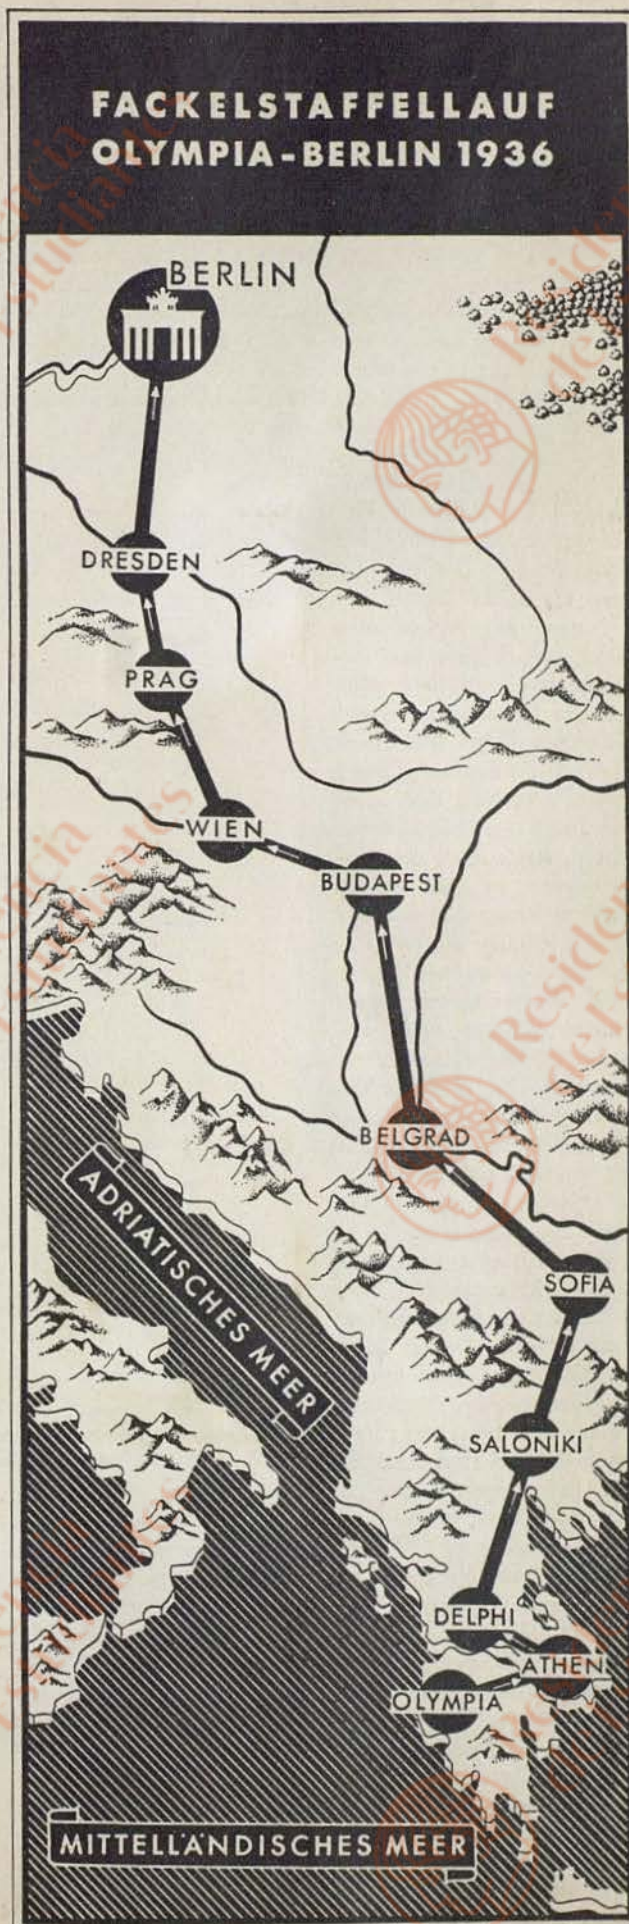 FACKELSTAFFELLAUF
OLYMPIA-BERLIN 1936
BERLIN
DRESDEN
PRAG
WIEN
BUDAPEST
BELGRAD
ADRIATISCHES MEER
SOFIA
SALONIKI
DELPHI
ATHEN
OLYMPIA
MITTELLÄNDISCHES MEER